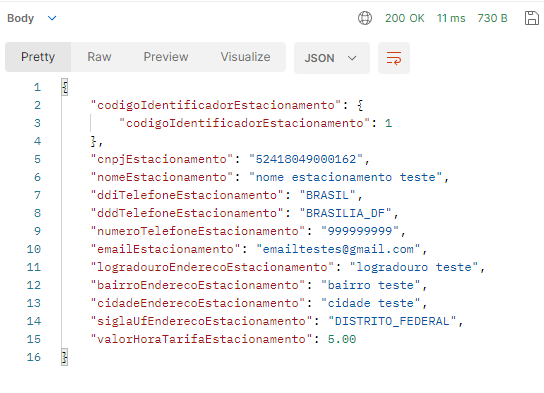 Body 200 OK 11 ms 730 B
Pretty Raw Preview Visualize JSON
1 {
2 "codigoIdentificadorEstacionamento": {
3 "codigoIdentificadorEstacionamento": 1
4 },
5 "cnpjEstacionamento": "52418049000162",
6 "nomeEstacionamento": "nome estacionamento teste",
7 "ddiTelefoneEstacionamento": "BRASIL",
8 "dddTelefoneEstacionamento": "BRASILIA_DF",
9 "numeroTelefoneEstacionamento": "999999999",
10 "emailEstacionamento": "emailtestes@gmail.com",
11 "logradouroEnderecoEstacionamento": "logradouro teste",
12 "bairroEnderecoEstacionamento": "bairro teste",
13 "cidadeEnderecoEstacionamento": "cidade teste",
14 "siglaUfEnderecoEstacionamento": "DISTRITO_FEDERAL",
15 "valorHoraTarifaEstacionamento": 5.00
16 }